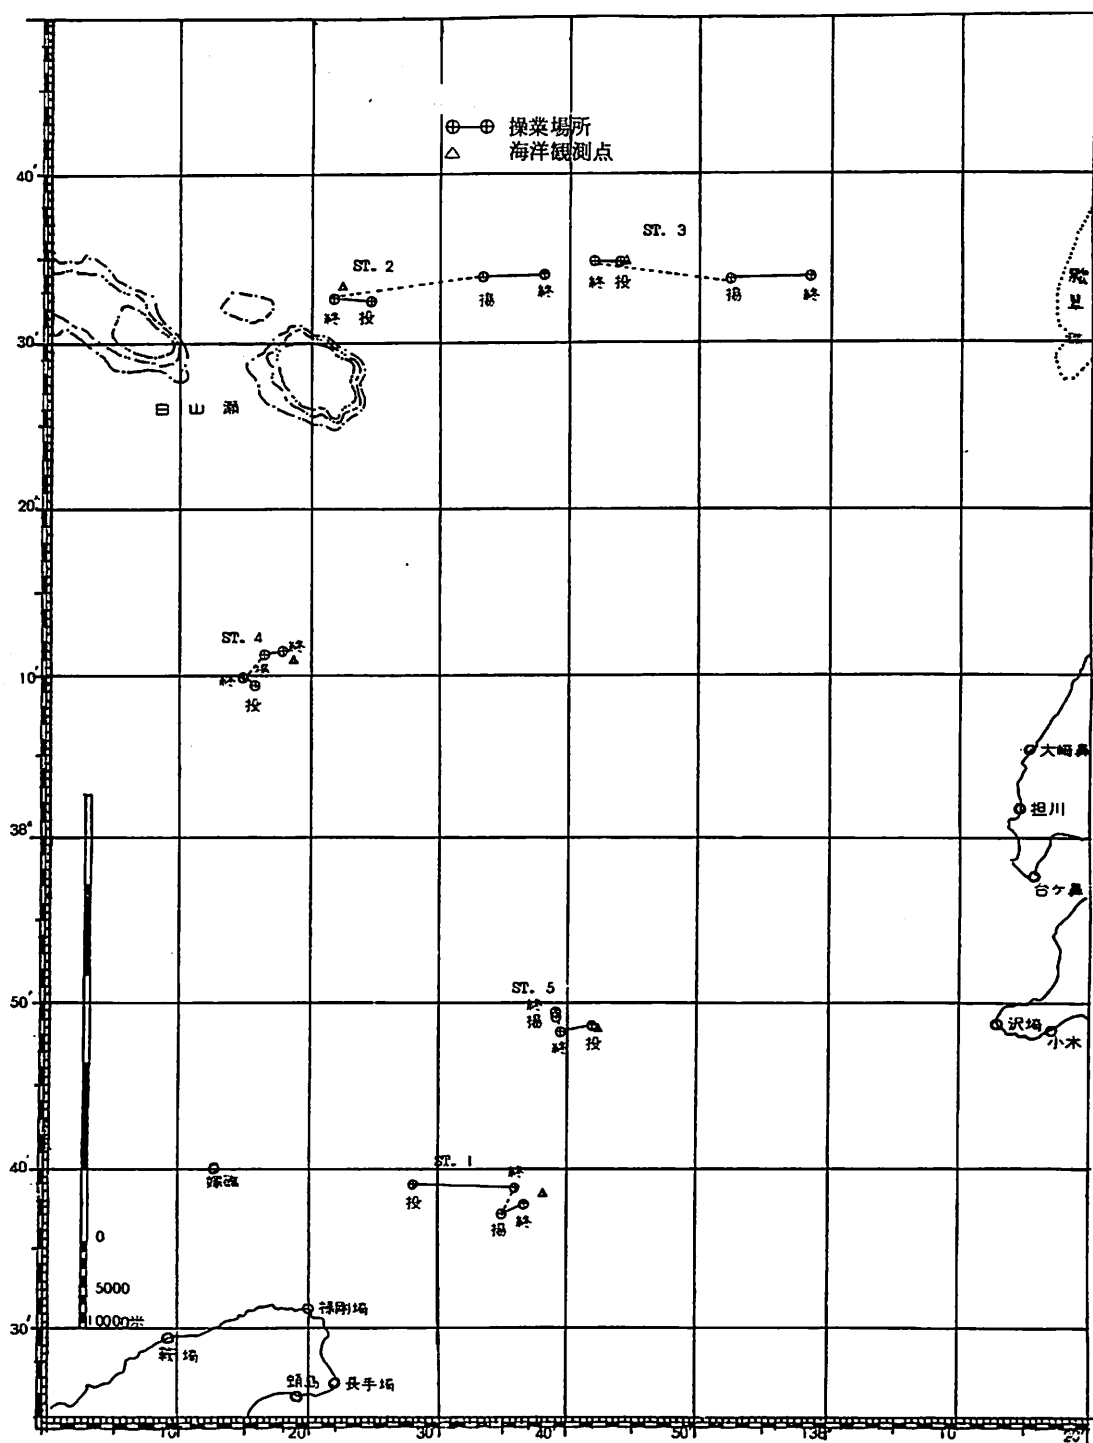 操業場所
海洋観測点
40′
ST. 3
ST. 2
終 投
揚
終
終 投
揚
終
30′
白 山 瀬
20′
ST. 4
終
終
投
10′
大崎鼻
担川
38°
台ケ鼻
50′
ST. 5
終
揚
終
投
沢崎
小木
40′
ST. 1
終
投
揚
終
0
5000
10000米
30′
禄剛埼
長手埼
10′
20′
30′
40′
50′
138°
10′
20′